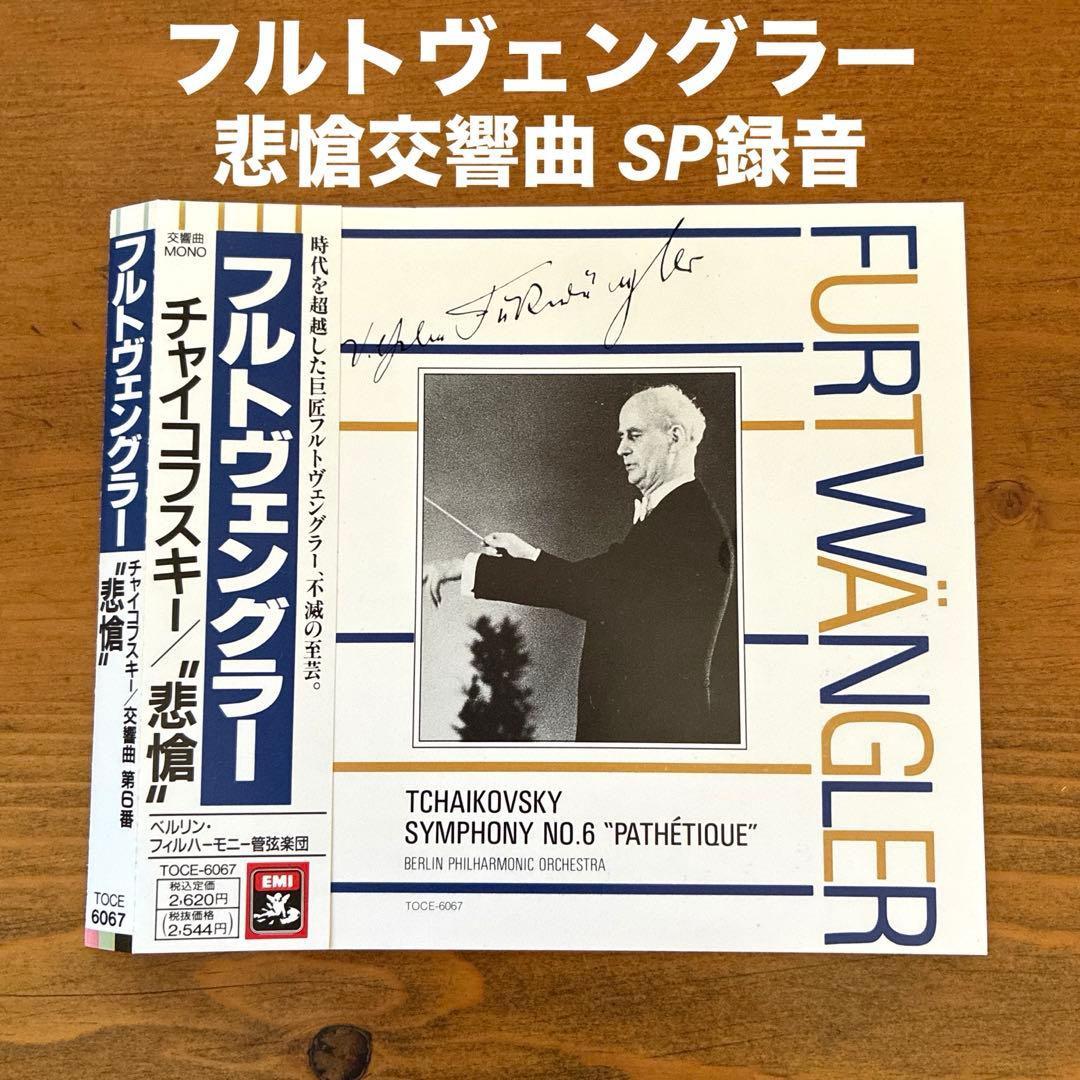 フルトヴェングラー
悲愴交響曲 SP録音
フルトヴェングラー
チャイコフスキー/交響曲 第6番
"悲愴"
TOCE
6067
交響曲
MONO
フルトヴェングラー
チャイコフスキー/"悲愴"
時代を超越した巨匠フルトヴェングラー、不滅の至芸。
ベルリン・
フィルハーモニー管弦楽団
TOCE-6067
税込定価
2,620円
(税抜価格
2,544円)
EMI
Wilhelm Furtwängler
FURTWÄNGLER
TCHAIKOVSKY
SYMPHONY NO.6 "PATHÉTIQUE"
BERLIN PHILHARMONIC ORCHESTRA
TOCE-6067